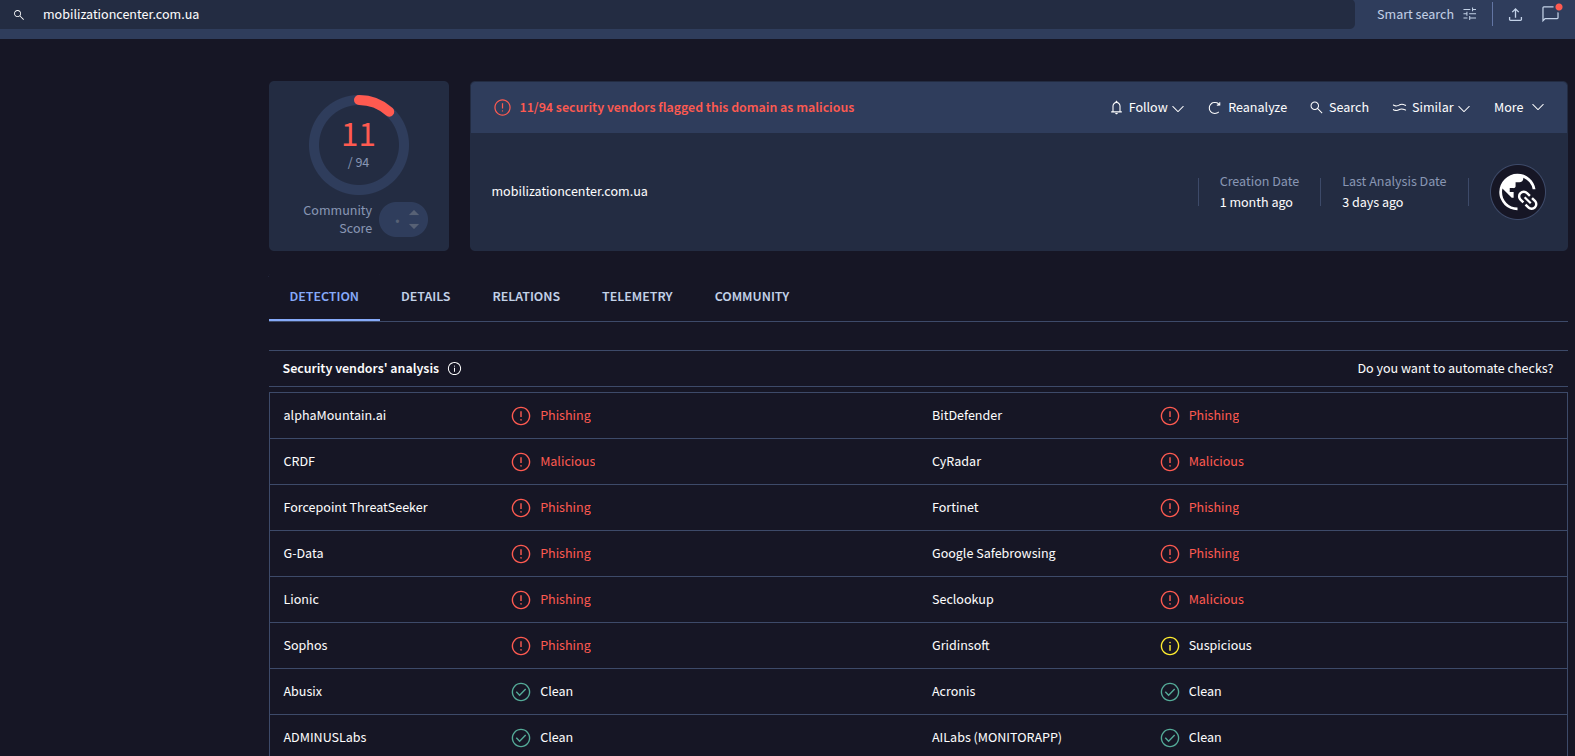 mobilizationcenter.com.ua Smart search
11/94 security vendors flagged this domain as malicious Follow Reanalyze Search Similar More
11
/ 94
Community
Score
mobilizationcenter.com.ua
Creation Date
1 month ago
Last Analysis Date
3 days ago
DETECTION DETAILS RELATIONS TELEMETRY COMMUNITY
Security vendors' analysis Do you want to automate checks?
alphaMountain.ai Phishing BitDefender Phishing
CRDF Malicious CyRadar Malicious
Forcepoint ThreatSeeker Phishing Fortinet Phishing
G-Data Phishing Google Safebrowsing Phishing
Lionic Phishing Seclookup Malicious
Sophos Phishing Gridinsoft Suspicious
Abusix Clean Acronis Clean
ADMINUSLabs Clean AILabs (MONITORAPP) Clean